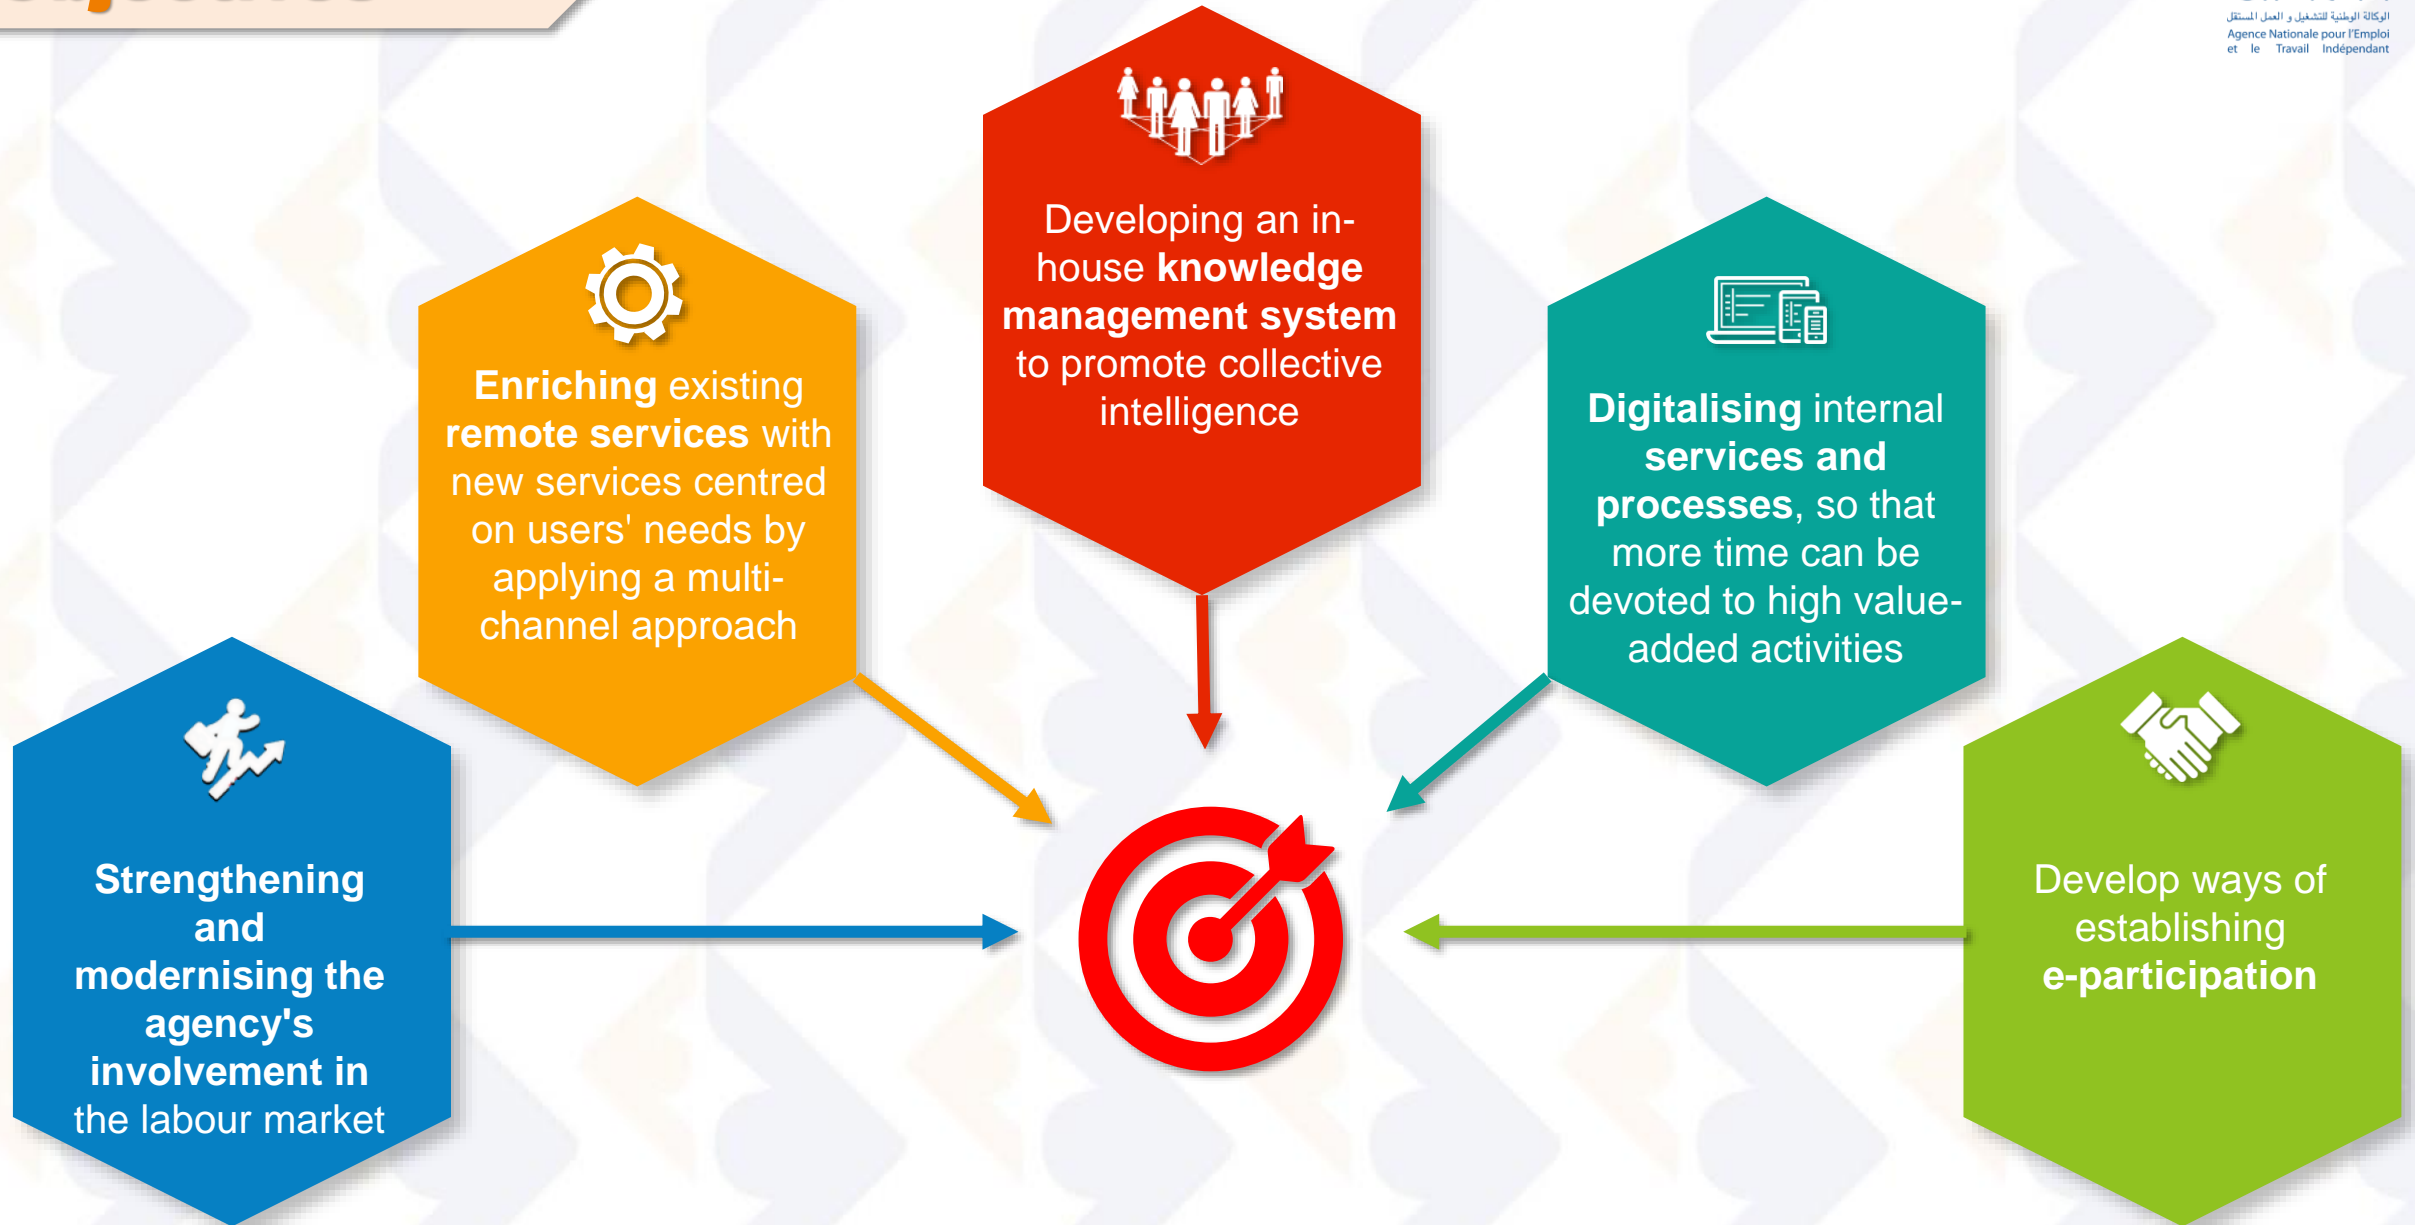 Objectives
الوكالة الوطنية للتشغيل و العمل المستقل
Agence Nationale pour l'Emploi
et le Travail Indépendant
Developing an in-
house knowledge
management system
to promote collective
intelligence
Enriching existing
remote services with
new services centred
on users' needs by
applying a multi-
channel approach
Digitalising internal
services and
processes, so that
more time can be
devoted to high value-
added activities
Strengthening
and
modernising the
agency's
involvement in
the labour market
Develop ways of
establishing
e-participation